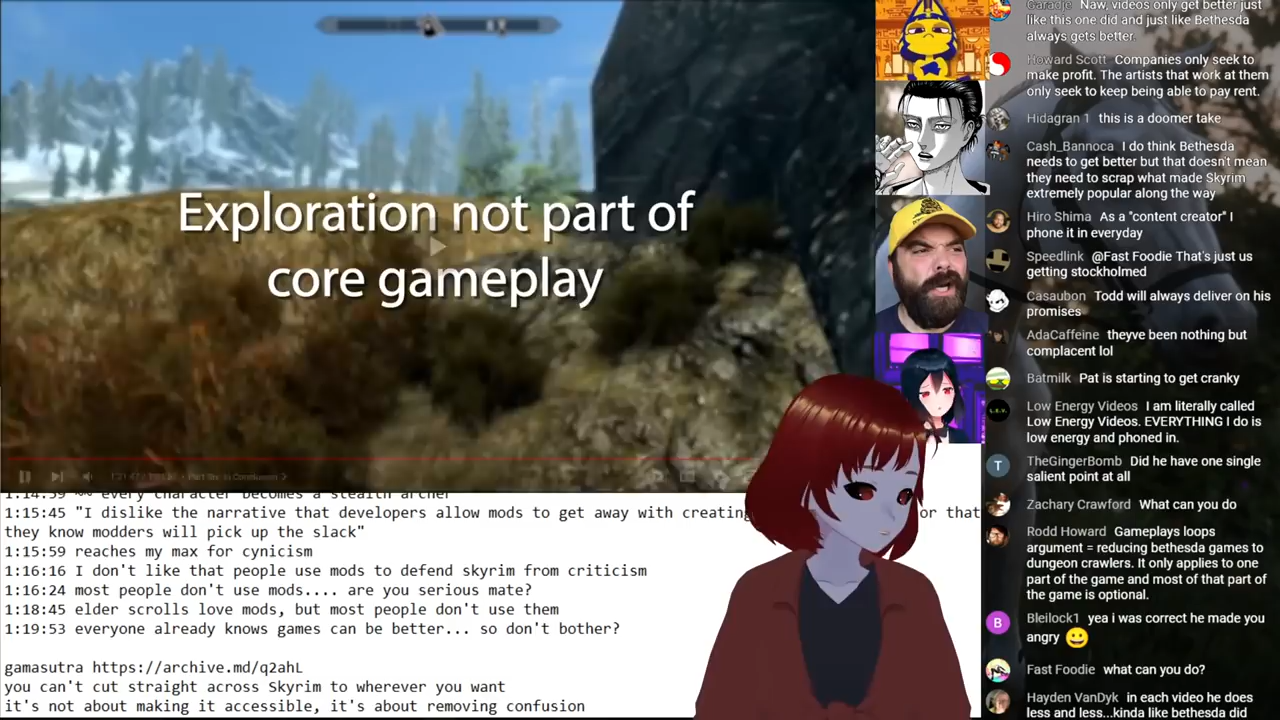 Exploration not part of
core gameplay
1:14:59 ~~ every character becomes a stealth archer
1:15:45 "I dislike the narrative that developers allow mods to get away with creating
or that
they know modders will pick up the slack"
1:15:59 reaches my max for cynicism
1:16:16 I don't like that people use mods to defend skyrim from criticism
1:16:24 most people don't use mods.... are you serious mate?
1:18:45 elder scrolls love mods, but most people don't use them
1:19:53 everyone already knows games can be better... so don't bother?
gamasutra https://archive.md/q2ahL
you can't cut straight across Skyrim to wherever you want
it's not about making it accessible, it's about removing confusion
Garadje Naw, videos only get better just
like this one did and just like Bethesda
always gets better.
Howard Scott Companies only seek to
make profit. The artists that work at them
only seek to keep being able to pay rent.
Hidagran 1 this is a doomer take
Cash_Bannoca I do think Bethesda
needs to get better but that doesn't mean
they need to scrap what made Skyrim
extremely popular along the way
Hiro Shima As a "content creator" I
phone it in everyday
Speedlink @Fast Foodie That's just us
getting stockholmed
Casaubon Todd will always deliver on his
promises
AdaCaffeine theyve been nothing but
complacent lol
Batmilk Pat is starting to get cranky
Low Energy Videos I am literally called
Low Energy Videos. EVERYTHING I do is
low energy and phoned in.
T TheGingerBomb Did he have one single
salient point at all
Zachary Crawford What can you do
Rodd Howard Gameplays loops
argument = reducing bethesda games to
dungeon crawlers. It only applies to one
part of the game and most of that part of
the game is optional.
B Bleilock1 yea i was correct he made you
angry 😀
Fast Foodie what can you do?
Hayden VanDyk in each video he does
less and less...kinda like bethesda did